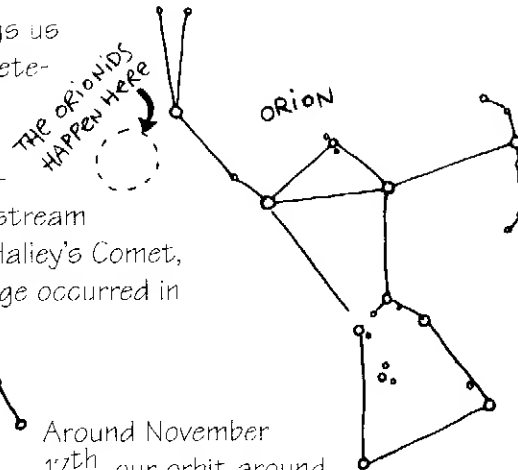 gs us
ete-
THE ORIONIDS
HAPPEN HERE
ORION
stream
Halley's Comet,
ge occurred in
Around November
17th, our orbit around